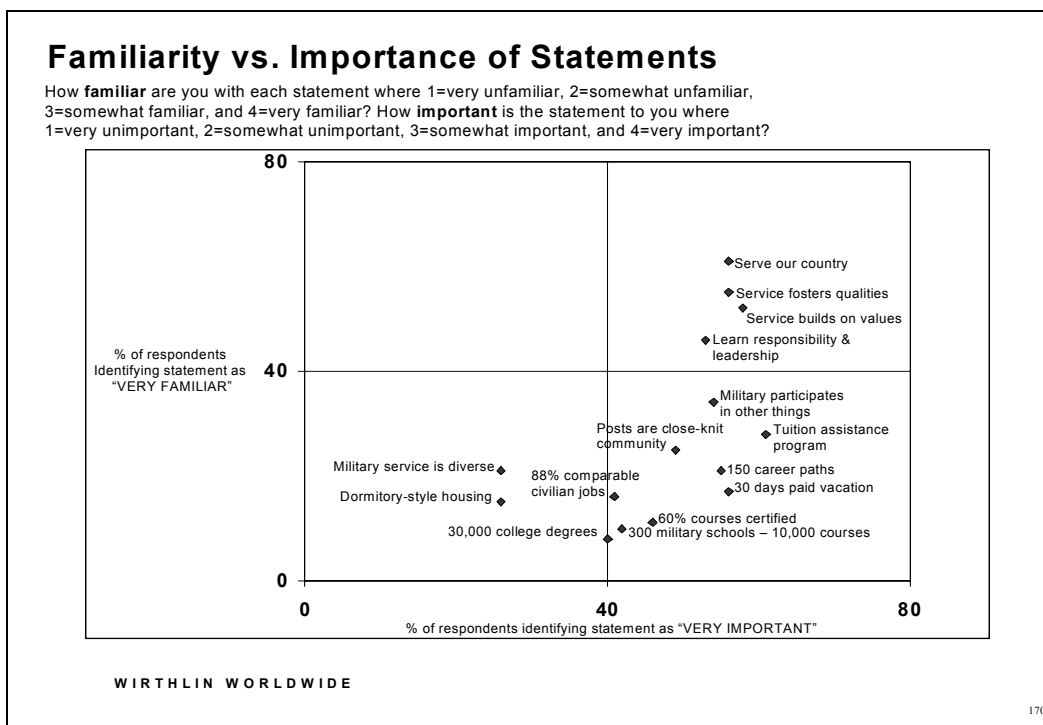 Familiarity vs. Importance of Statements
How familiar are you with each statement where 1=very unfamiliar, 2=somewhat unfamiliar,
3=somewhat familiar, and 4=very familiar? How important is the statement to you where
1=very unimportant, 2=somewhat unimportant, 3=somewhat important, and 4=very important?
80
Serve our country
Service fosters qualities
Service builds on values
Learn responsibility &
leadership
% of respondents
Identifying statement as
“VERY FAMILIAR”
40
Military participates
in other things
Posts are close-knit
community
Tuition assistance
program
Military service is diverse
88% comparable
civilian jobs
150 career paths
Dormitory-style housing
30 days paid vacation
60% courses certified
30,000 college degrees
300 military schools – 10,000 courses
0
0
40
80
% of respondents identifying statement as “VERY IMPORTANT”
WIRTHLIN WORLDWIDE
170